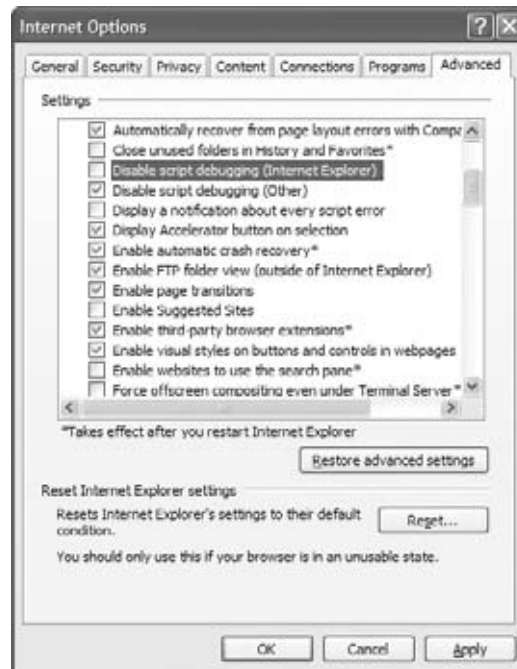 Internet Options
General Security Privacy Content Connections Programs Advanced
Settings
Automatically recover from page layout errors with Compa
Close unused folders in History and Favorites*
Disable script debugging (Internet Explorer)
Disable script debugging (Other)
Display a notification about every script error
Display Accelerator button on selection
Enable automatic crash recovery*
Enable FTP folder view (outside of Internet Explorer)
Enable page transitions
Enable Suggested Sites
Enable third-party browser extensions*
Enable visual styles on buttons and controls in webpages
Enable websites to use the search pane*
Force offscreen compositing even under Terminal Server*
*Takes effect after you restart Internet Explorer
Restore advanced settings
Reset Internet Explorer settings
Resets Internet Explorer's settings to their default
condition.
Reset...
You should only use this if your browser is in an unusable state.
OK Cancel Apply